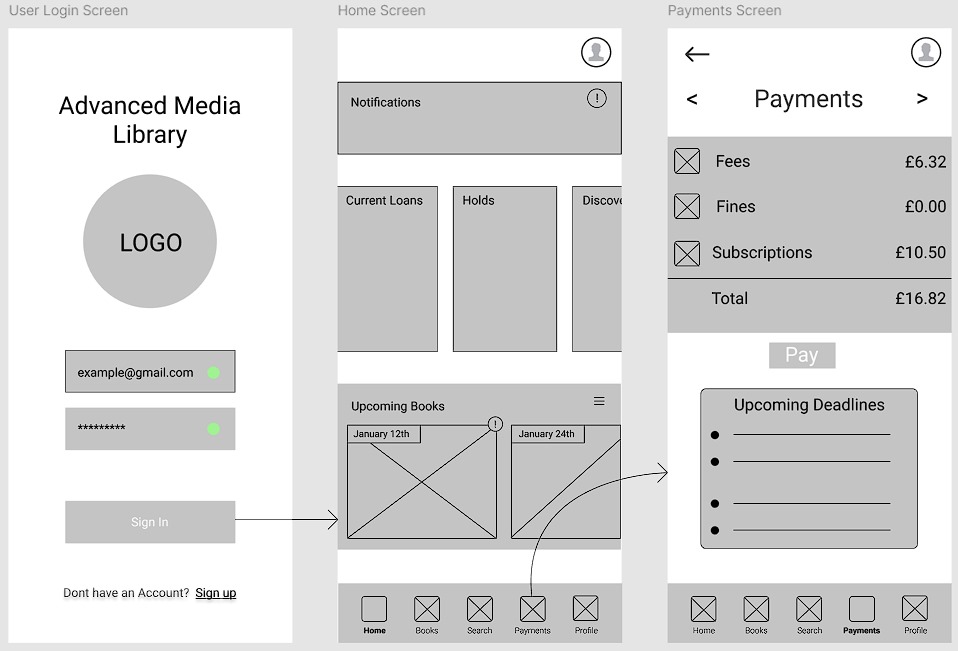 User Login Screen
Advanced Media
Library
LOGO
example@gmail.com
*********
Sign In
Dont have an Account? Sign up
Home Screen
Notifications
!
Current Loans
Holds
Discove
Upcoming Books
!
January 12th
January 24th
Home
Books
Search
Payments
Profile
Payments Screen
< Payments >
Fees £6.32
Fines £0.00
Subscriptions £10.50
Total £16.82
Pay
Upcoming Deadlines
Home
Books
Search
Payments
Profile